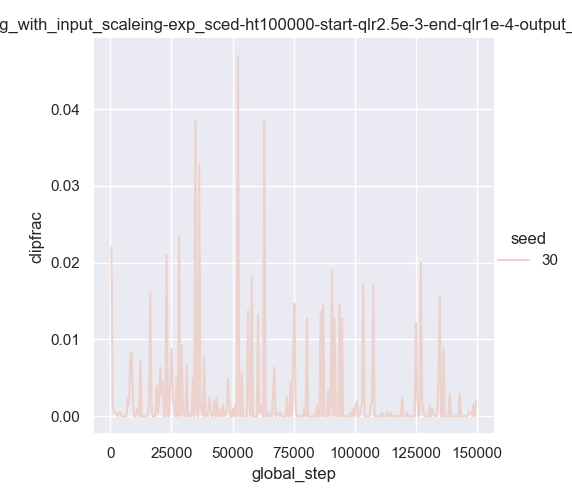 g_with_input_scaleing-exp_sced-ht100000-start-qlr2.5e-3-end-qlr1e-4-output_
0.04
0.03
0.02
0.01
0.00
clipfrac
seed
30
0 25000 50000 75000 100000 125000 150000
global_step